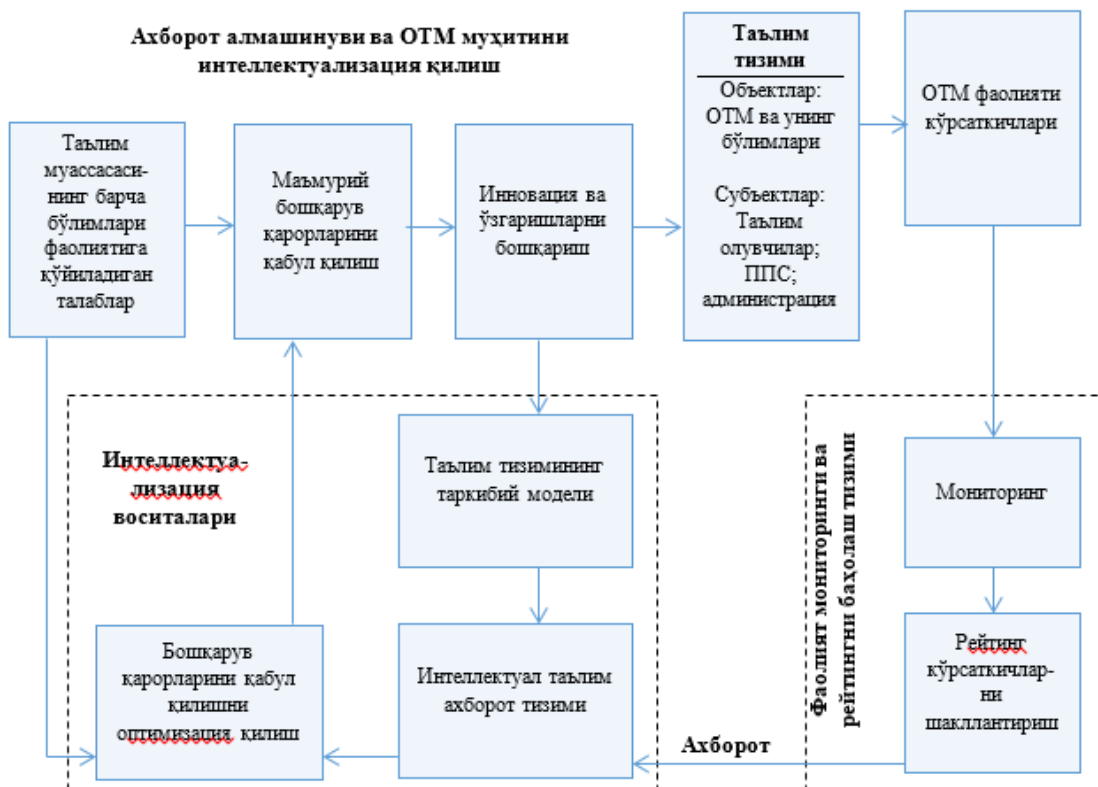 Ахборот алмашинуви ва ОТМ муҳитини
интеллектуализация қилиш
Таълим
муассасаси-
нинг барча
бўлимлари
фаолиятига
қўйиладиган
талаблар
Маъмурий
бошқарув
қарорларини
қабул қилиш
Инновация ва
ўзгаришларни
бошқариш
Таълим
тизими
Объектлар:
ОТМ ва унинг
бўлимлари
Субъектлар:
Таълим
олувчилар;
ППС;
администрация
ОТМ фаолияти
кўрсаткичлари
Интеллектуа-
лизация
воситалари
Таълим тизимининг
таркибий модели
Бошқарув
қарорларини қабул
қилишни
оптимизация қилиш
Интеллектуал таълим
ахборот тизими
Ахборот
Фаолият мониторинги ва
рейтингни баҳолаш тизими
Мониторинг
Рейтинг
кўрсаткичлар-
ни
шакллантириш